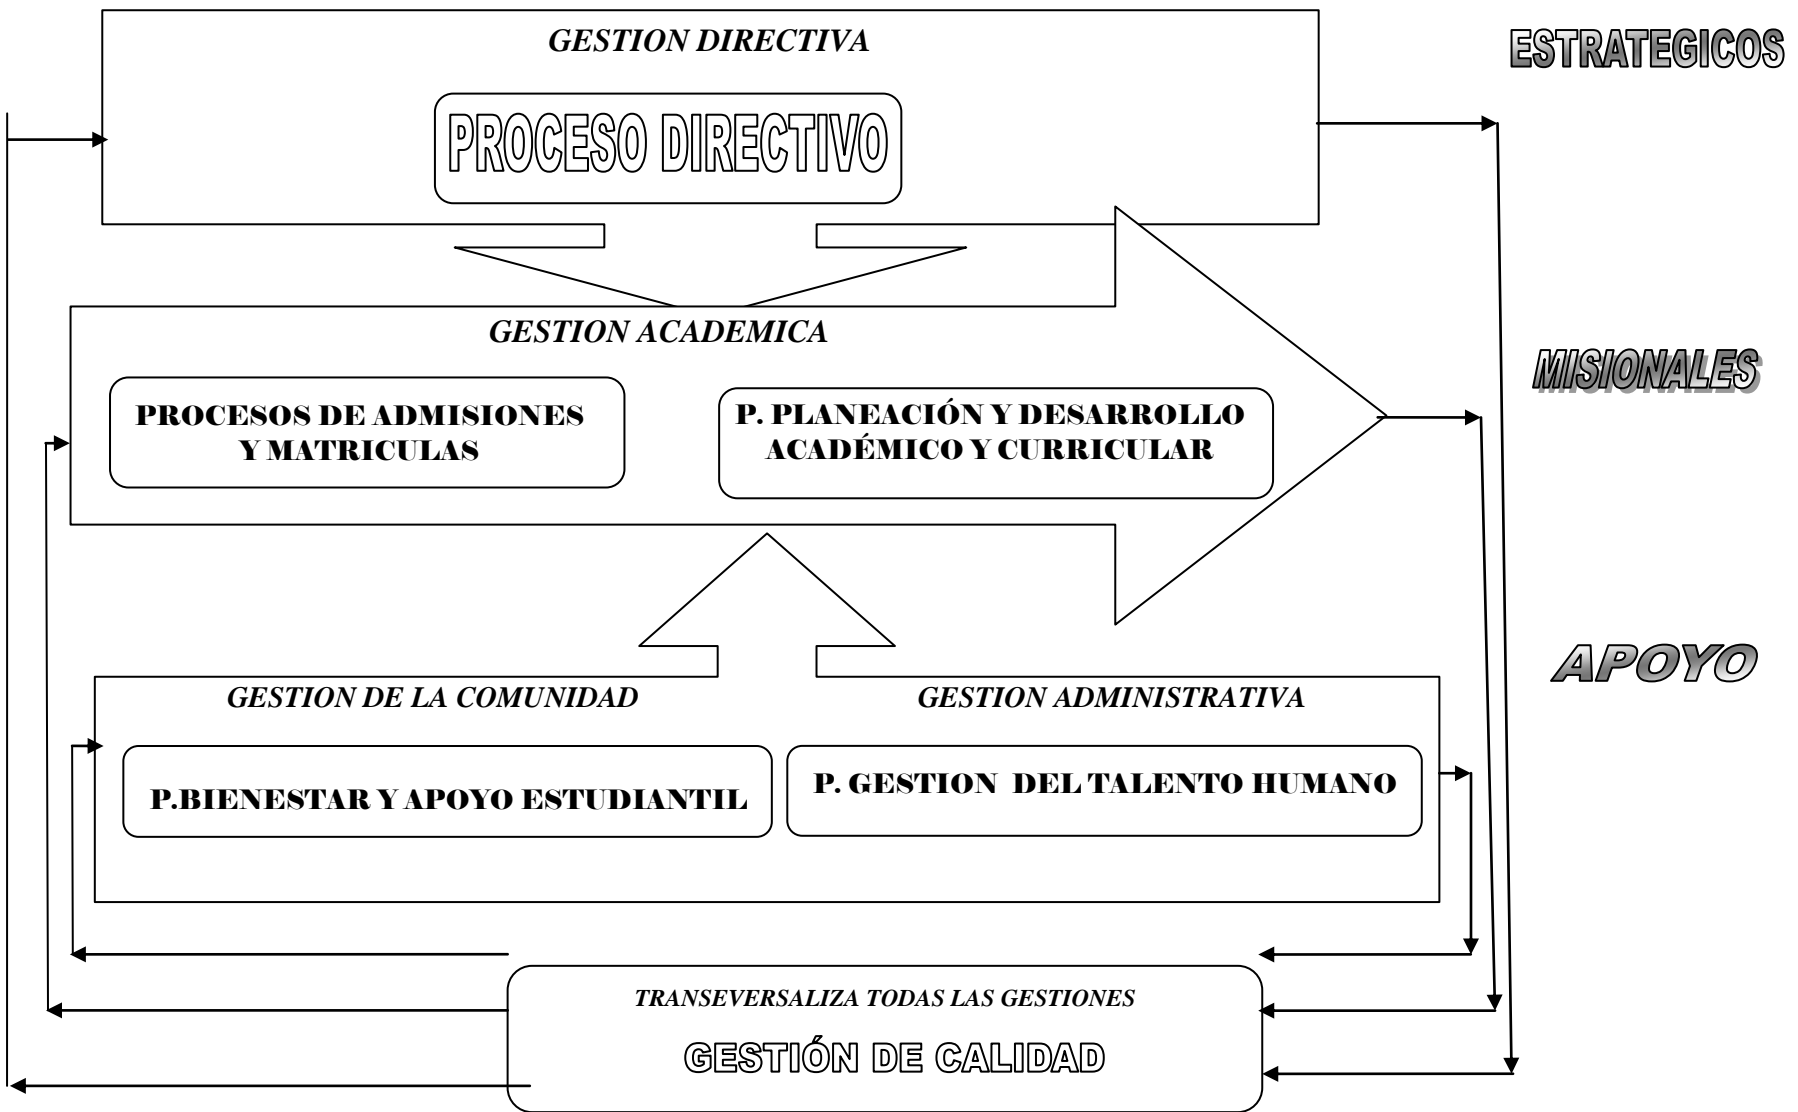 GESTION DIRECTIVA
ESTRATEGICOS
PROCESO DIRECTIVO
GESTION ACADEMICA
MISIONALES
PROCESOS DE ADMISIONES
Y MATRICULAS
P. PLANEACIÓN Y DESARROLLO
ACADÉMICO Y CURRICULAR
APOYO
GESTION DE LA COMUNIDAD
GESTION ADMINISTRATIVA
P.BIENESTAR Y APOYO ESTUDIANTIL
P. GESTION DEL TALENTO HUMANO
TRANSEVERSALIZA TODAS LAS GESTIONES
GESTIÓN DE CALIDAD